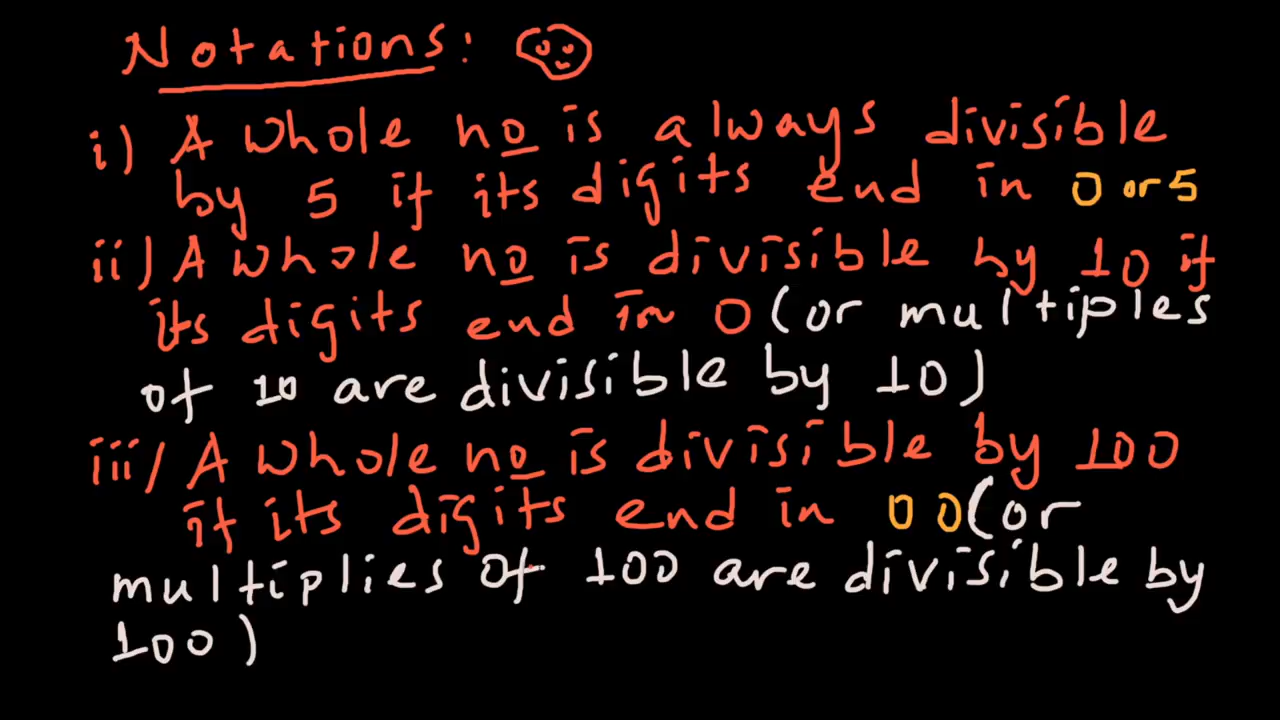 Notations:
i) A whole no is always divisible
by 5 if its digits end in 0 or 5
ii) A whole no is divisible by 10 if
its digits end in 0 (or multiples
of 10 are divisible by 10)
iii) A whole no is divisible by 100
if its digits end in 00 (or
multiplies of 100 are divisible by
100)